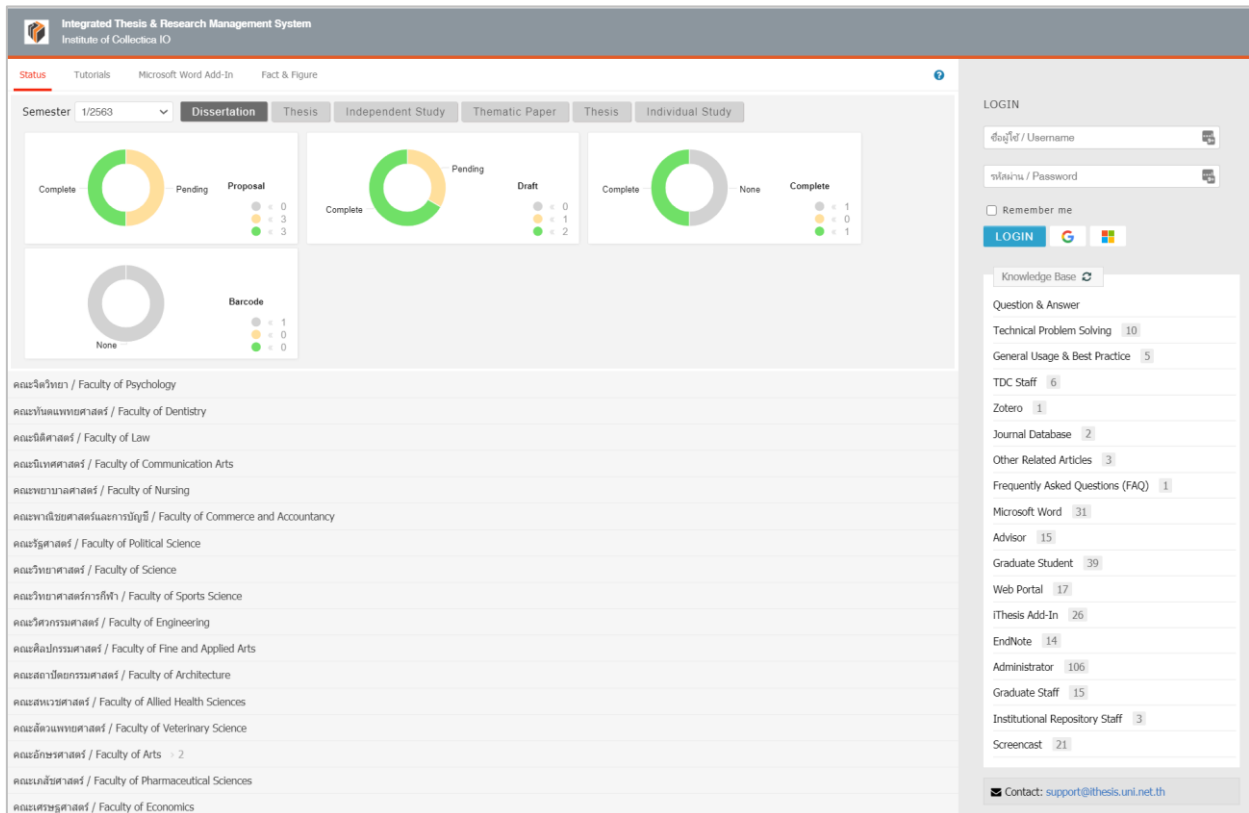 Integrated Thesis & Research Management System
Institute of Collectica IO
Status Tutorials Microsoft Word Add-In Fact & Figure
Semester 1/2563 Dissertation Thesis Independent Study Thematic Paper Thesis Individual Study
Complete Pending Proposal
« 0
« 3
« 3
Pending
Complete
Draft
« 0
« 1
« 2
Complete None Complete
« 1
« 0
« 1
None
Barcode
« 1
« 0
« 0
คณะจิตวิทยา / Faculty of Psychology
คณะทันตแพทยศาสตร์ / Faculty of Dentistry
คณะนิติศาสตร์ / Faculty of Law
คณะนิเทศศาสตร์ / Faculty of Communication Arts
คณะพยาบาลศาสตร์ / Faculty of Nursing
คณะพาณิชยศาสตร์และการบัญชี / Faculty of Commerce and Accountancy
คณะรัฐศาสตร์ / Faculty of Political Science
คณะวิทยาศาสตร์ / Faculty of Science
คณะวิทยาศาสตร์การกีฬา / Faculty of Sports Science
คณะวิศวกรรมศาสตร์ / Faculty of Engineering
คณะศิลปกรรมศาสตร์ / Faculty of Fine and Applied Arts
คณะสถาปัตยกรรมศาสตร์ / Faculty of Architecture
คณะสหเวชศาสตร์ / Faculty of Allied Health Sciences
คณะสัตวแพทยศาสตร์ / Faculty of Veterinary Science
คณะอักษรศาสตร์ / Faculty of Arts › 2
คณะเภสัชศาสตร์ / Faculty of Pharmaceutical Sciences
คณะเศรษฐศาสตร์ / Faculty of Economics
LOGIN
ชื่อผู้ใช้ / Username
รหัสผ่าน / Password
Remember me
LOGIN
Knowledge Base
Question & Answer
Technical Problem Solving 10
General Usage & Best Practice 5
TDC Staff 6
Zotero 1
Journal Database 2
Other Related Articles 3
Frequently Asked Questions (FAQ) 1
Microsoft Word 31
Advisor 15
Graduate Student 39
Web Portal 17
iThesis Add-In 26
EndNote 14
Administrator 106
Graduate Staff 15
Institutional Repository Staff 3
Screencast 21
Contact: support@ithesis.uni.net.th